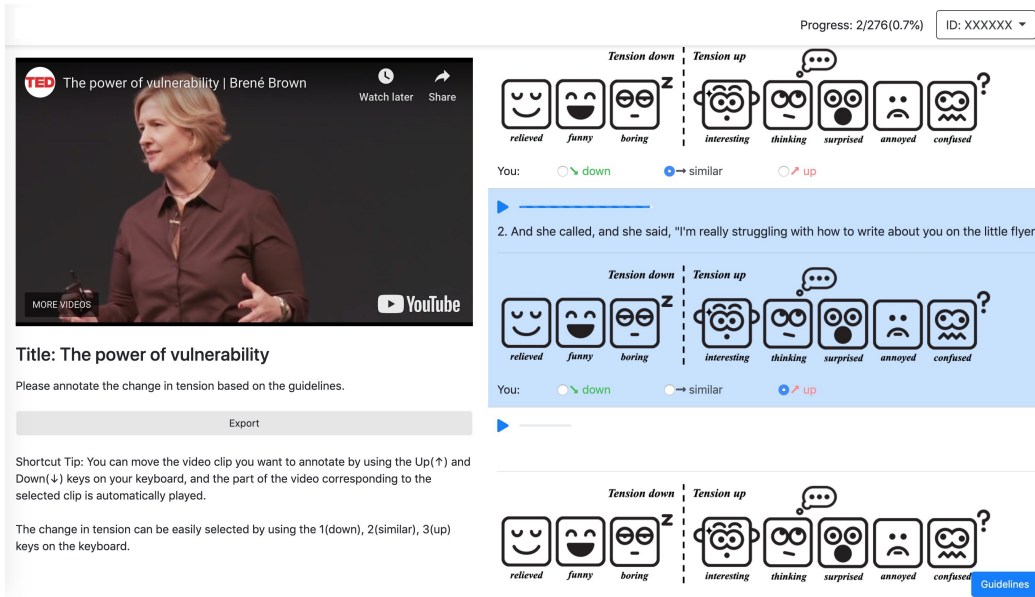 Progress: 2/276(0.7%)
ID: XXXXXX
TED
The power of vulnerability | Brené Brown
Watch later
Share
MORE VIDEOS
YouTube
Title: The power of vulnerability
Please annotate the change in tension based on the guidelines.
Export
Shortcut Tip: You can move the video clip you want to annotate by using the Up(↑) and
Down(↓) keys on your keyboard, and the part of the video corresponding to the
selected clip is automatically played.
The change in tension can be easily selected by using the 1(down), 2(similar), 3(up)
keys on the keyboard.
Tension down Tension up
z
?
relieved funny boring interesting thinking surprised annoyed confused
You: ↘ down → similar ↗ up
2. And she called, and she said, "I'm really struggling with how to write about you on the little flyer
Tension down Tension up
z
?
relieved funny boring interesting thinking surprised annoyed confused
You: ↘ down → similar ↗ up
Tension down Tension up
z
?
relieved funny boring interesting thinking surprised annoyed confused
Guidelines